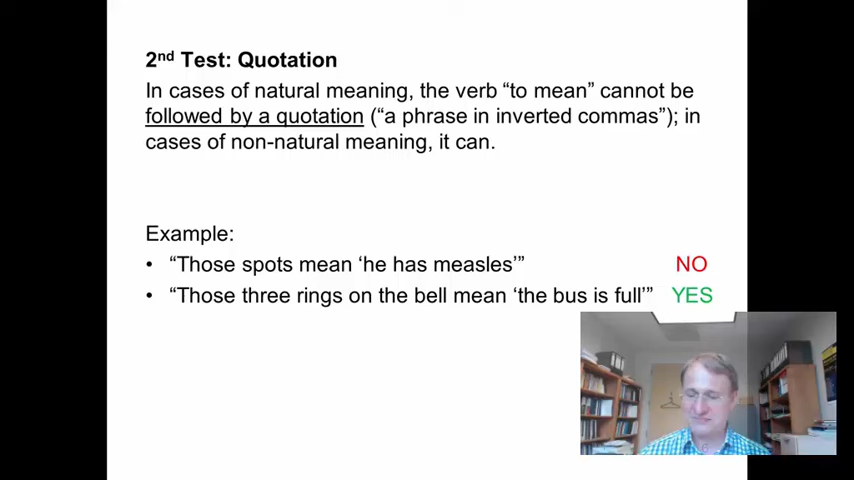 2nd Test: Quotation
In cases of natural meaning, the verb “to mean” cannot be
followed by a quotation (“a phrase in inverted commas”); in
cases of non-natural meaning, it can.
Example:
• “Those spots mean ‘he has measles’” NO
• “Those three rings on the bell mean ‘the bus is full’” YES